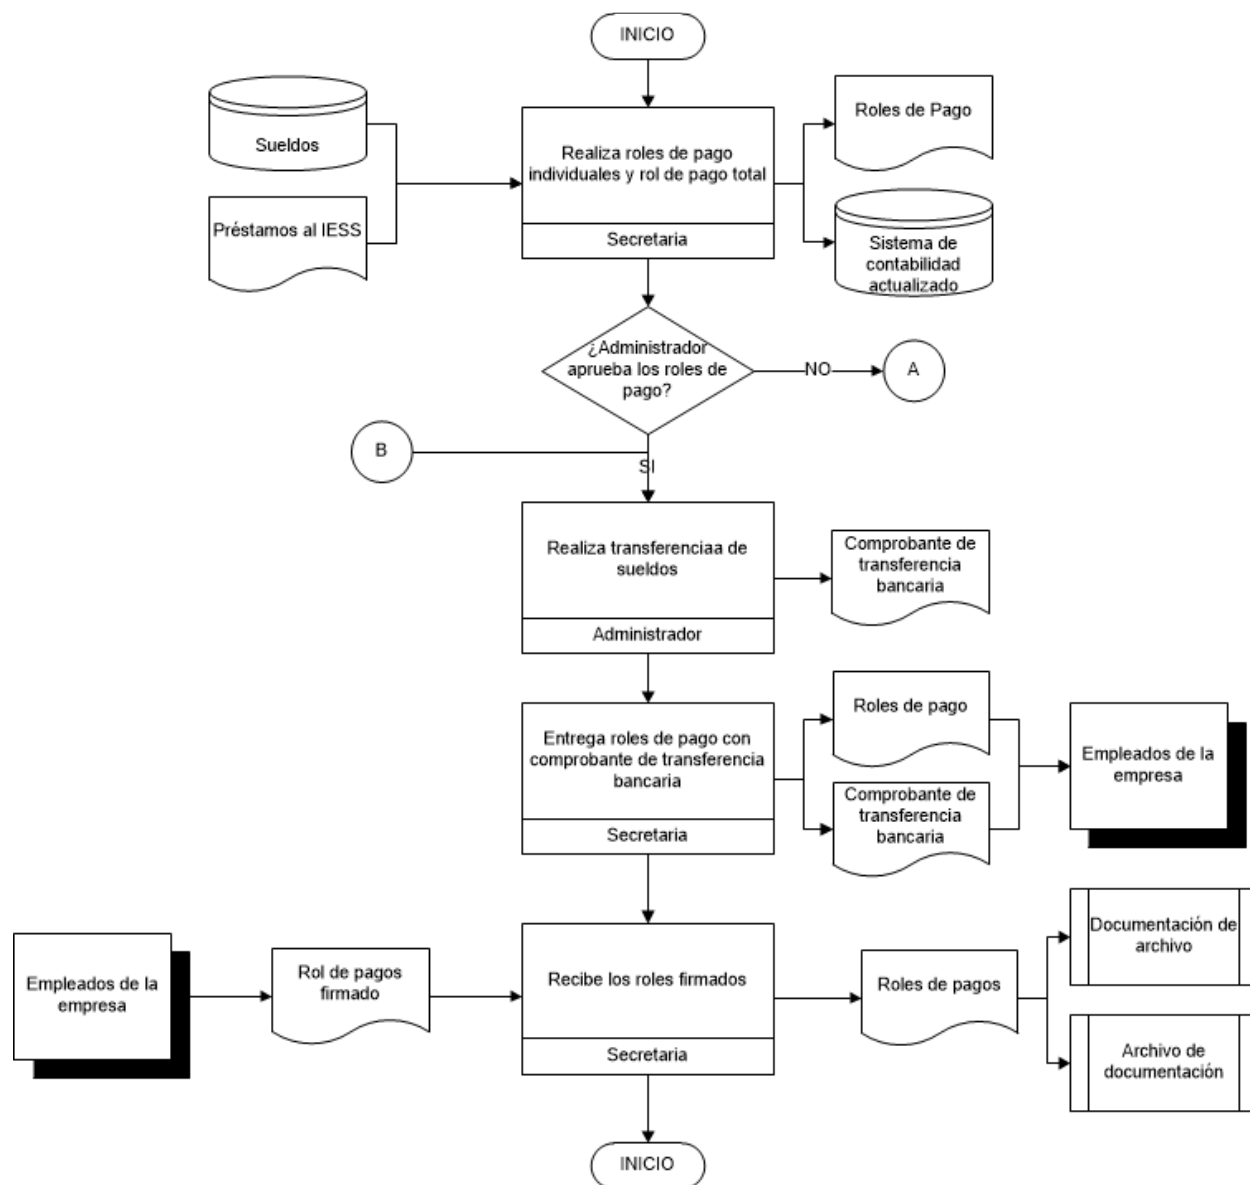 INICIO
Sueldos
Préstamos al IESS
Realiza roles de pago
individuales y rol de pago total
Secretaria
Roles de Pago
Sistema de
contabilidad
actualizado
¿Administrador
aprueba los roles de
pago?
NO
A
B
SI
Realiza transferenciaa de
sueldos
Administrador
Comprobante de
transferencia
bancaria
Entrega roles de pago con
comprobante de transferencia
bancaria
Secretaria
Roles de pago
Comprobante de
transferencia
bancaria
Empleados de la
empresa
Empleados de la
empresa
Rol de pagos
firmado
Recibe los roles firmados
Secretaria
Roles de pagos
Documentación de
archivo
Archivo de
documentación
INICIO